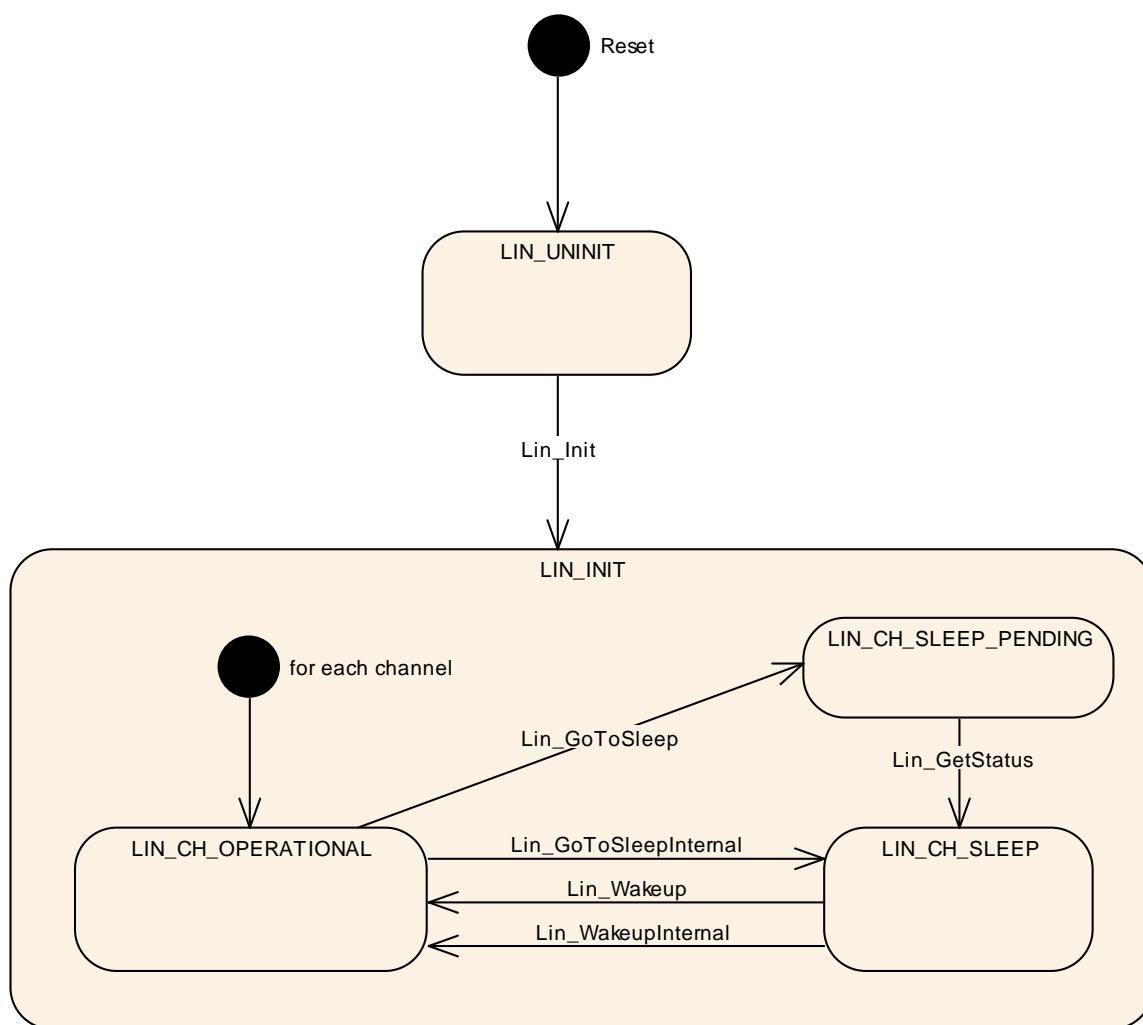 Reset
LIN_UNINIT
Lin_Init
LIN_INIT
LIN_CH_SLEEP_PENDING
for each channel
Lin_GoToSleep
Lin_GetStatus
LIN_CH_OPERATIONAL
Lin_GoToSleepInternal
LIN_CH_SLEEP
Lin_Wakeup
Lin_WakeupInternal